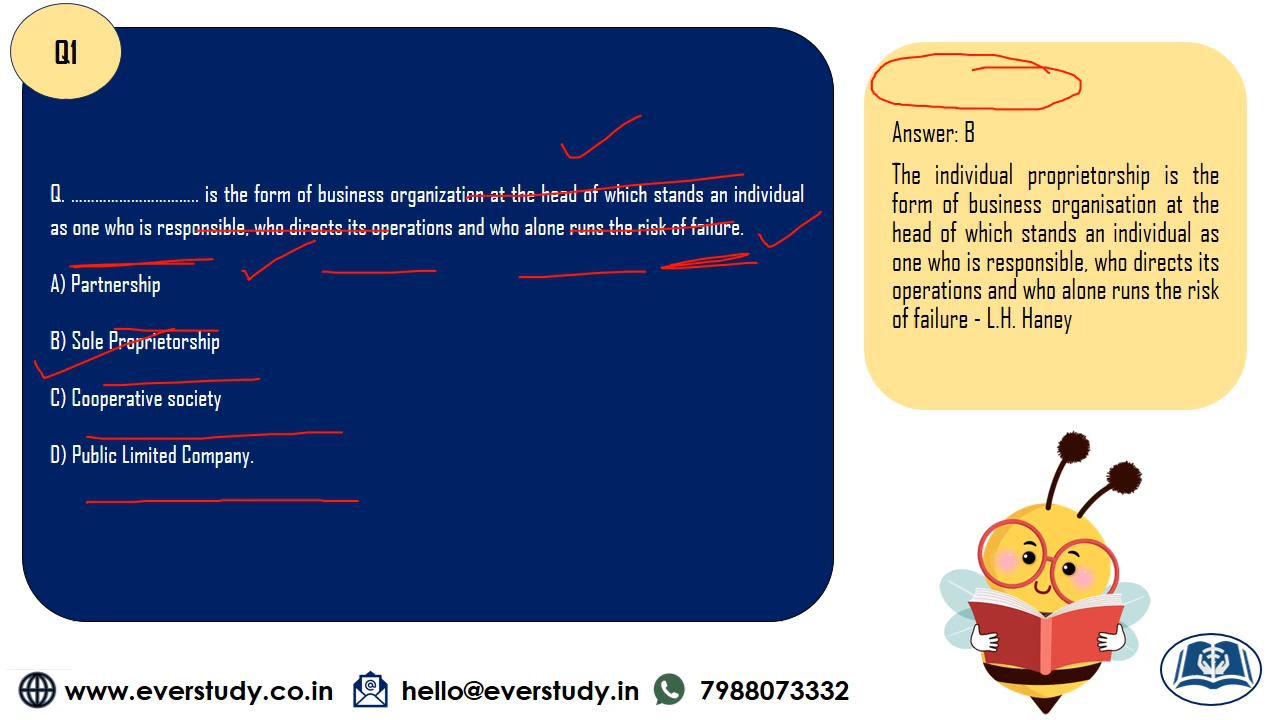 Q1
Q. ................................ is the form of business organization at the head of which stands an individual
as one who is responsible, who directs its operations and who alone runs the risk of failure.
A) Partnership
B) Sole Proprietorship
C) Cooperative society
D) Public Limited Company.
Answer: B
The individual proprietorship is the
form of business organisation at the
head of which stands an individual as
one who is responsible, who directs its
operations and who alone runs the risk
of failure - L.H. Haney
www.everstudy.co.in
hello@everstudy.in
7988073332